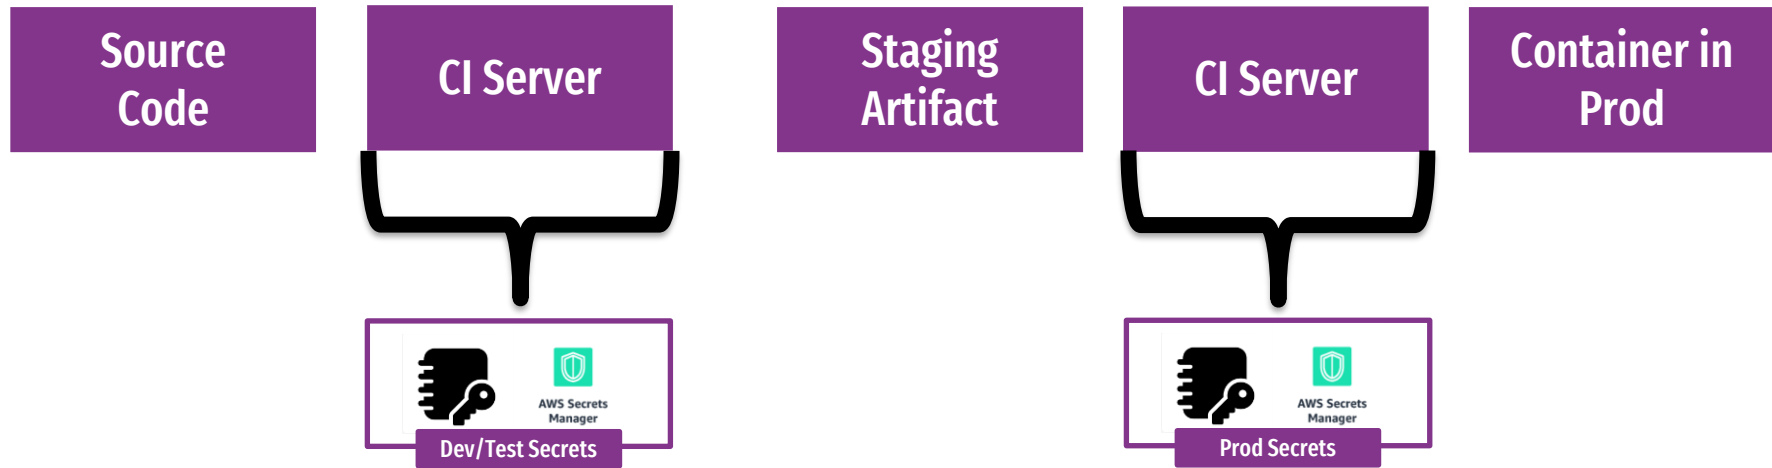 Source
Code
CI Server
Staging
Artifact
CI Server
Container in
Prod
AWS Secrets
Manager
Dev/Test Secrets
AWS Secrets
Manager
Prod Secrets